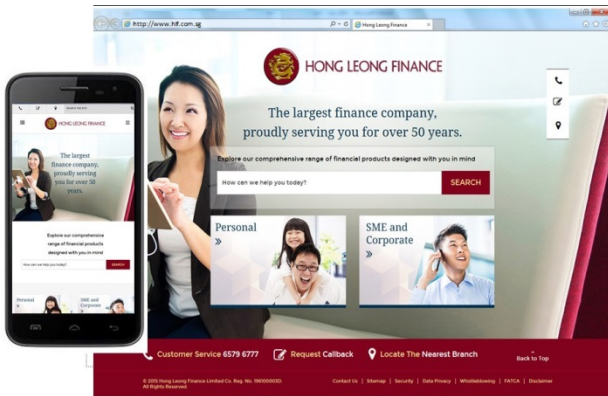 http://www.hlf.com.sg
Hong Leong Finance
HONG LEONG FINANCE
The largest finance company,
proudly serving you for over 50 years.
Explore our comprehensive range of financial products designed with you in mind
How can we help you today?
SEARCH
Personal
»
SME and
Corporate
»
Customer Service 6579 6777
Request Callback
Locate The Nearest Branch
Back to Top
© 2015 Hong Leong Finance Limited Co. Reg. No. 196100003D.
All Rights Reserved.
Contact Us | Sitemap | Security | Data Privacy | Whistleblowing | FATCA | Disclaimer
HONG LEONG FINANCE
The largest
finance company,
proudly serving
you for over 50
years.
Explore our comprehensive
range of financial products
designed with you in mind
How can we help you today?
SEARCH
Personal
»
SME and
Corporate
»